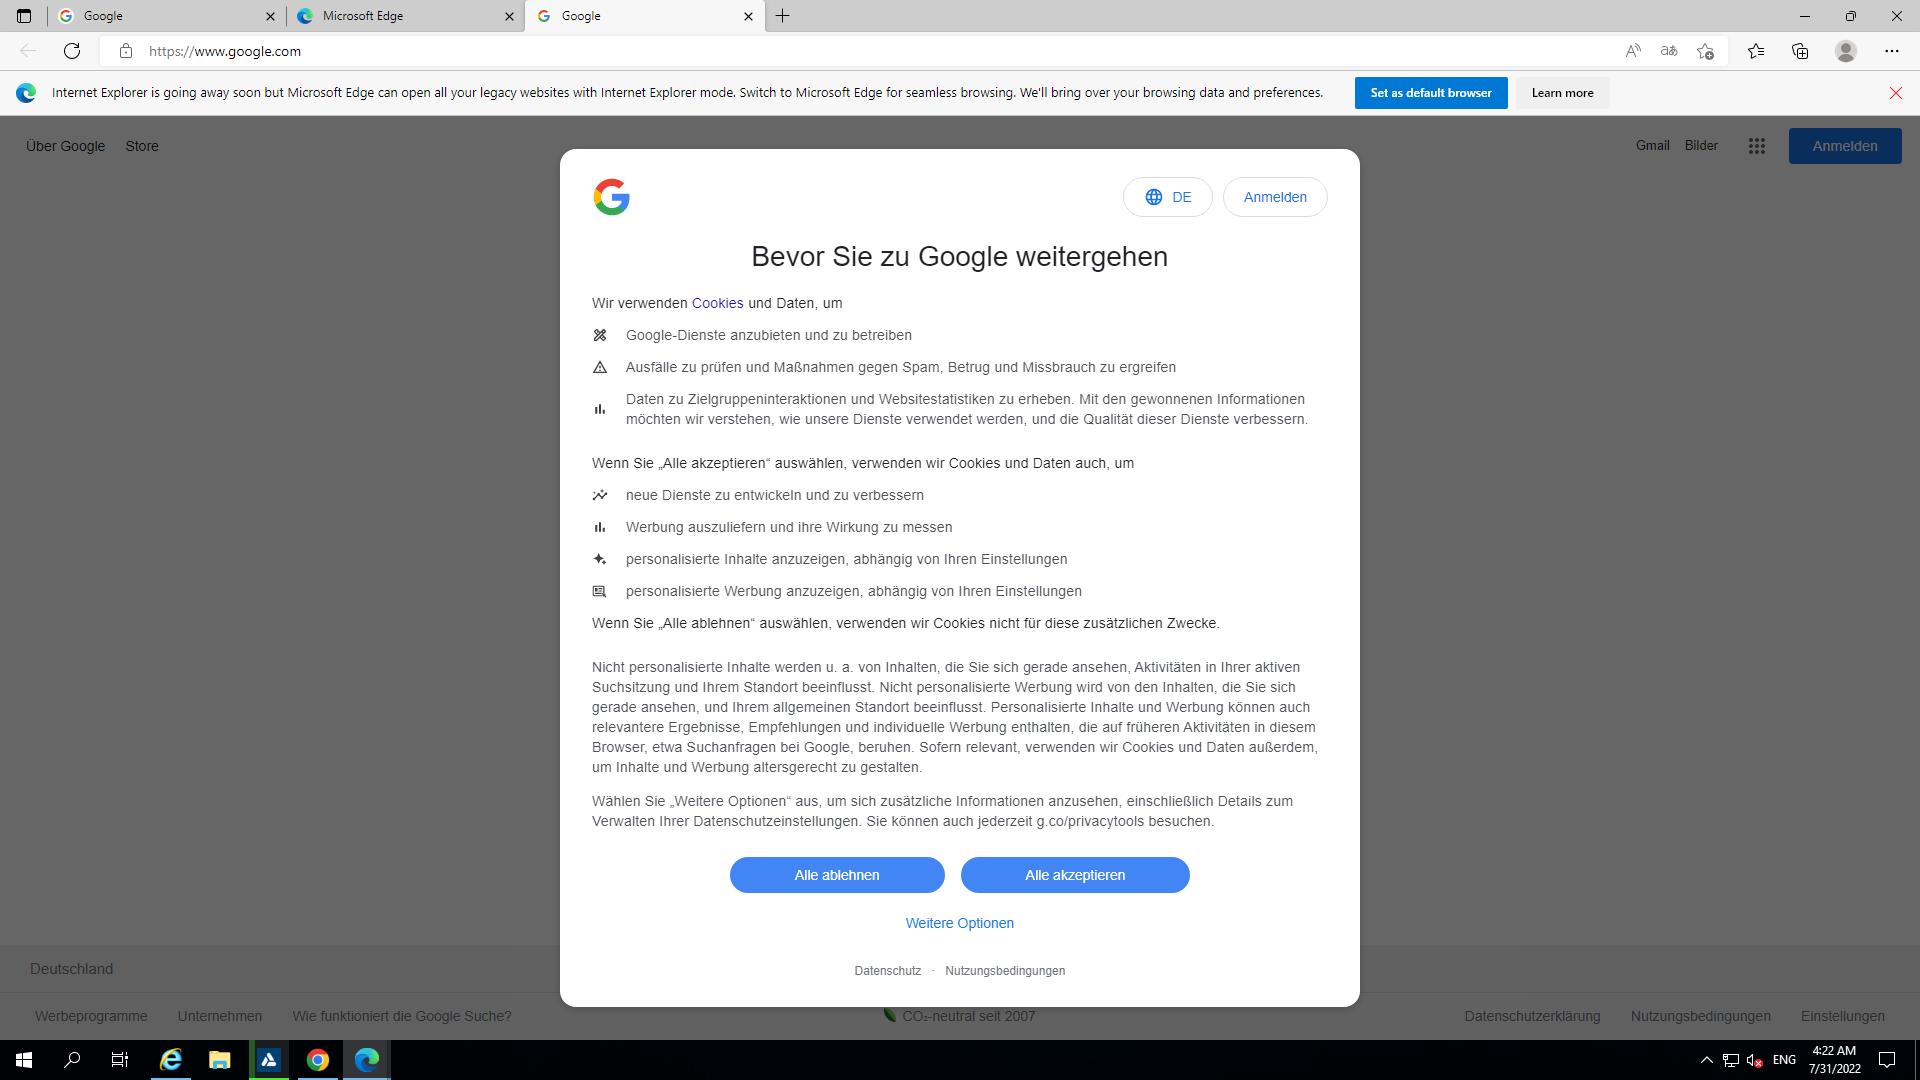 Google
Microsoft Edge
Google
https://www.google.com
Internet Explorer is going away soon but Microsoft Edge can open all your legacy websites with Internet Explorer mode. Switch to Microsoft Edge for seamless browsing. We'll bring over your browsing data and preferences.
Set as default browser
Learn more
Über Google
Store
Gmail
Bilder
Anmelden
DE
Anmelden
Bevor Sie zu Google weitergehen
Wir verwenden Cookies und Daten, um
Google-Dienste anzubieten und zu betreiben
Ausfälle zu prüfen und Maßnahmen gegen Spam, Betrug und Missbrauch zu ergreifen
Daten zu Zielgruppeninteraktionen und Websitestatistiken zu erheben. Mit den gewonnenen Informationen
möchten wir verstehen, wie unsere Dienste verwendet werden, und die Qualität dieser Dienste verbessern.
Wenn Sie „Alle akzeptieren“ auswählen, verwenden wir Cookies und Daten auch, um
neue Dienste zu entwickeln und zu verbessern
Werbung auszuliefern und ihre Wirkung zu messen
personalisierte Inhalte anzuzeigen, abhängig von Ihren Einstellungen
personalisierte Werbung anzuzeigen, abhängig von Ihren Einstellungen
Wenn Sie „Alle ablehnen“ auswählen, verwenden wir Cookies nicht für diese zusätzlichen Zwecke.
Nicht personalisierte Inhalte werden u. a. von Inhalten, die Sie sich gerade ansehen, Aktivitäten in Ihrer aktiven
Suchsitzung und Ihrem Standort beeinflusst. Nicht personalisierte Werbung wird von den Inhalten, die Sie sich
gerade ansehen, und Ihrem allgemeinen Standort beeinflusst. Personalisierte Inhalte und Werbung können auch
relevantere Ergebnisse, Empfehlungen und individuelle Werbung enthalten, die auf früheren Aktivitäten in diesem
Browser, etwa Suchanfragen bei Google, beruhen. Sofern relevant, verwenden wir Cookies und Daten außerdem,
um Inhalte und Werbung altersgerecht zu gestalten.
Wählen Sie „Weitere Optionen“ aus, um sich zusätzliche Informationen anzusehen, einschließlich Details zum
Verwalten Ihrer Datenschutzeinstellungen. Sie können auch jederzeit g.co/privacytools besuchen.
Alle ablehnen
Alle akzeptieren
Weitere Optionen
Datenschutz · Nutzungsbedingungen
Deutschland
Werbeprogramme
Unternehmen
Wie funktioniert die Google Suche?
CO₂-neutral seit 2007
Datenschutzerklärung
Nutzungsbedingungen
Einstellungen
ENG
4:22 AM
7/31/2022